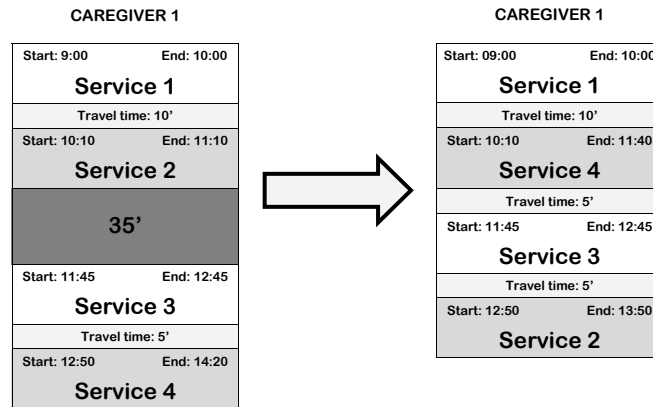 CAREGIVER 1
Start: 9:00 End: 10:00
Service 1
Travel time: 10’
Start: 10:10 End: 11:10
Service 2
35’
Start: 11:45 End: 12:45
Service 3
Travel time: 5’
Start: 12:50 End: 14:20
Service 4
CAREGIVER 1
Start: 09:00 End: 10:00
Service 1
Travel time: 10’
Start: 10:10 End: 11:40
Service 4
Travel time: 5’
Start: 11:45 End: 12:45
Service 3
Travel time: 5’
Start: 12:50 End: 13:50
Service 2